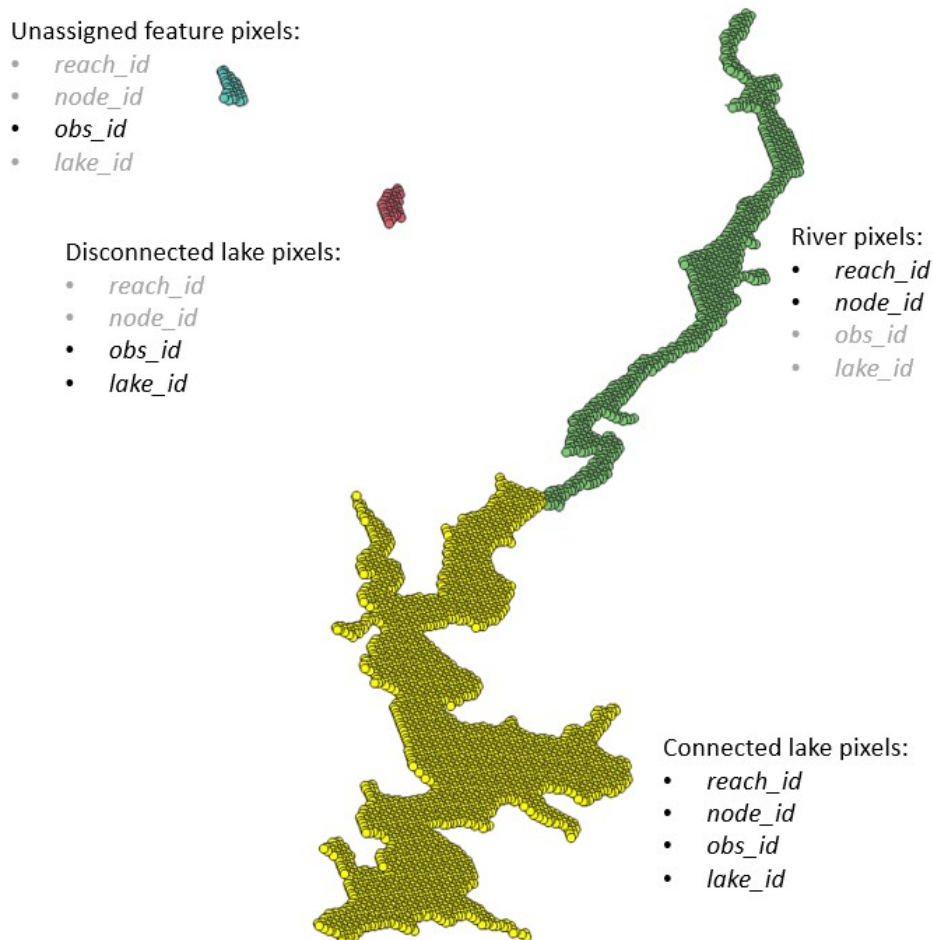 Unassigned feature pixels:
• reach_id
• node_id
• obs_id
• lake_id
Disconnected lake pixels:
• reach_id
• node_id
• obs_id
• lake_id
River pixels:
• reach_id
• node_id
• obs_id
• lake_id
Connected lake pixels:
• reach_id
• node_id
• obs_id
• lake_id